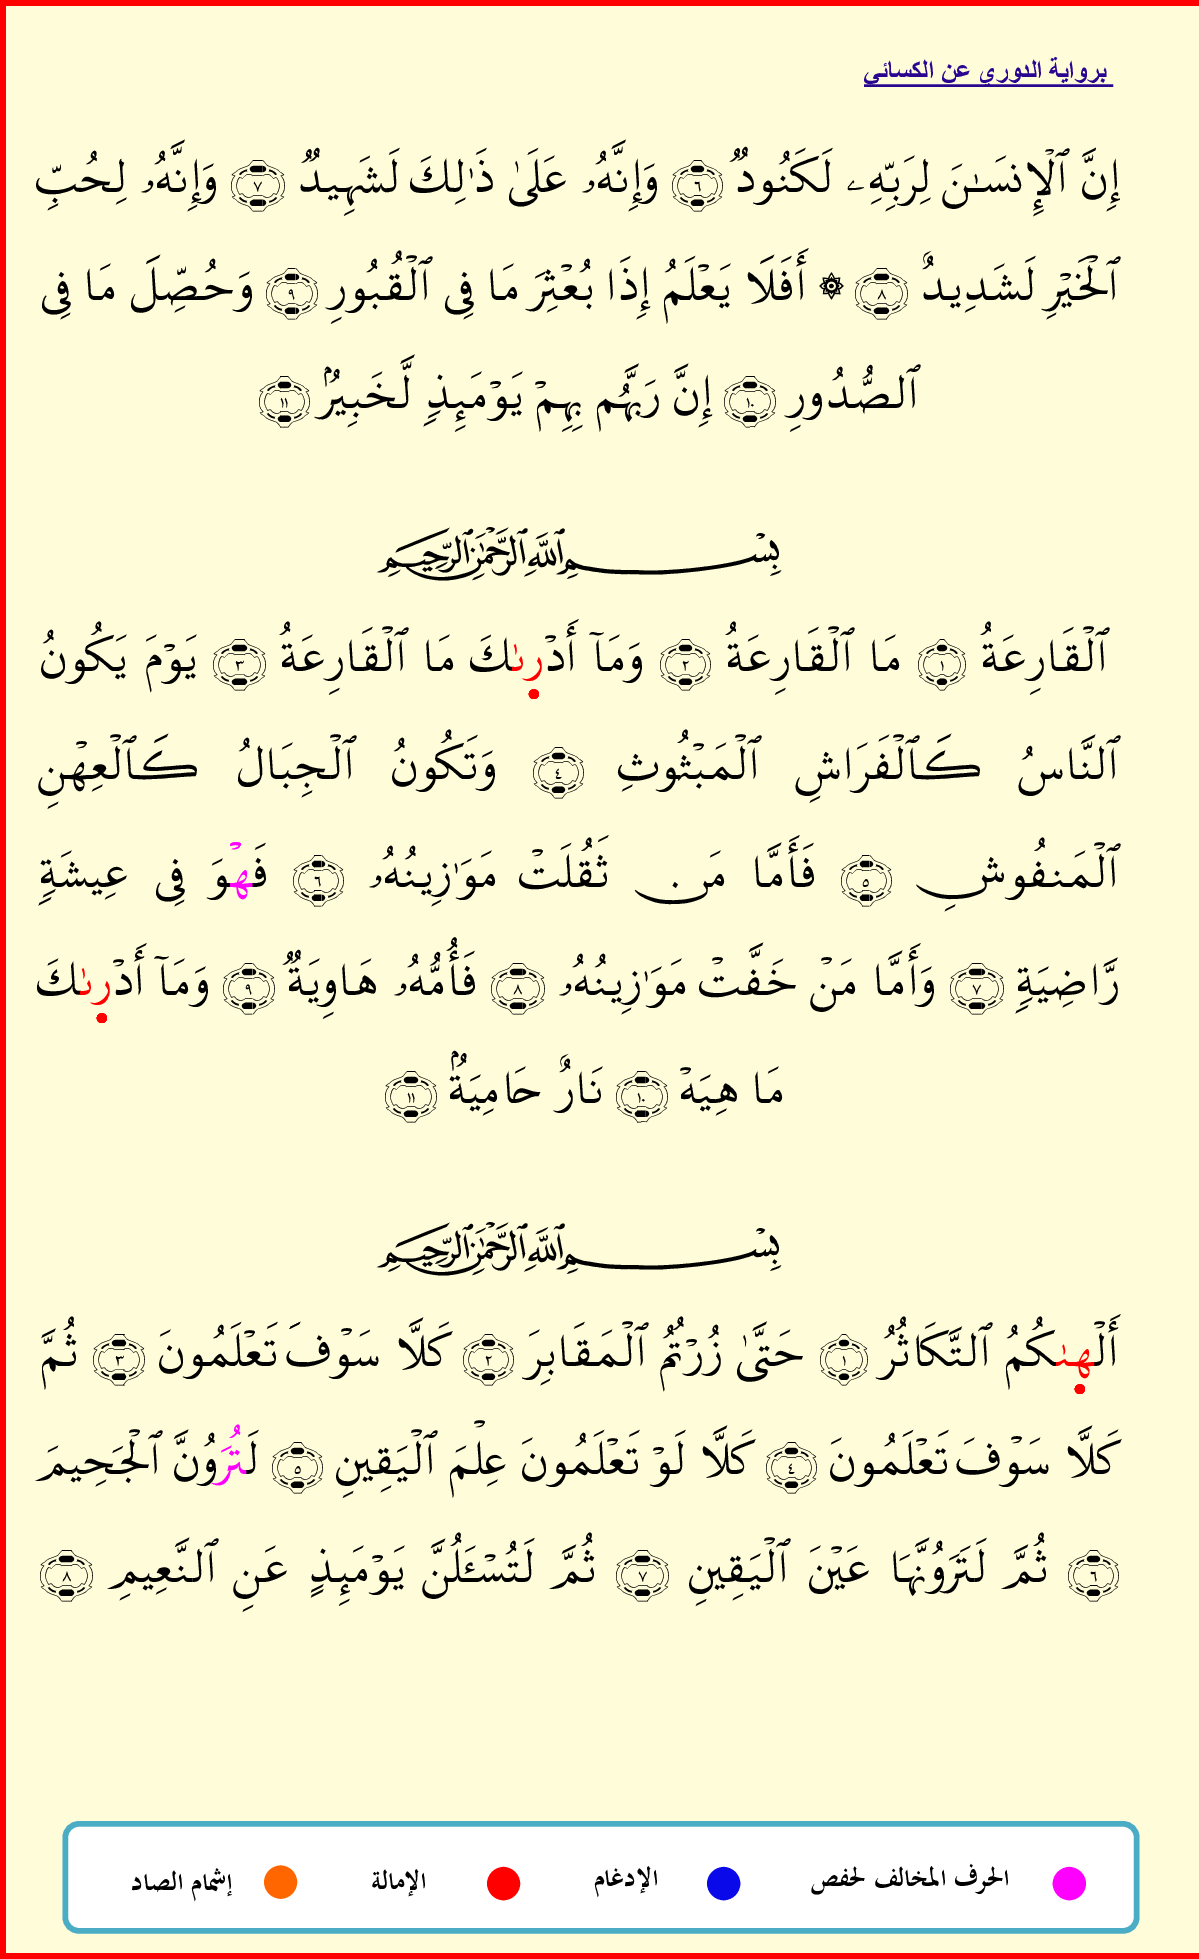 برواية الدوري عن الكسائي
إِنَّ ٱلْإِنسَـٰنَ لِرَبِّهِۦ لَكَنُودٌ ٦ وَإِنَّهُۥ عَلَىٰ ذَٰلِكَ لَشَهِيدٌ ٧ وَإِنَّهُۥ لِحُبِّ
ٱلْخَيْرِ لَشَدِيدٌ ٨ ۞ أَفَلَا يَعْلَمُ إِذَا بُعْثِرَ مَا فِى ٱلْقُبُورِ ٩ وَحُصِّلَ مَا فِى
ٱلصُّدُورِ ١٠ إِنَّ رَبَّهُم بِهِمْ يَوْمَئِذٍ لَّخَبِيرٌۢ ١١
بِسْمِ ٱللَّهِ ٱلرَّحْمَٰنِ ٱلرَّحِيمِ
ٱلْقَارِعَةُ ١ مَا ٱلْقَارِعَةُ ٢ وَمَآ أَدْرِىٰكَ مَا ٱلْقَارِعَةُ ٣ يَوْمَ يَكُونُ
ٱلنَّاسُ كَٱلْفَرَاشِ ٱلْمَبْثُوثِ ٤ وَتَكُونُ ٱلْجِبَالُ كَٱلْعِهْنِ
ٱلْمَنفُوشِ ٥ فَأَمَّا مَن ثَقُلَتْ مَوَٰزِينُهُۥ ٦ فَهْوَ فِى عِيشَةٍ
رَّاضِيَةٍ ٧ وَأَمَّا مَنْ خَفَّتْ مَوَٰزِينُهُۥ ٨ فَأُمُّهُۥ هَاوِيَةٌ ٩ وَمَآ أَدْرِىٰكَ
مَا هِيَهْ ١٠ نَارٌ حَامِيَةٌۢ ١١
بِسْمِ ٱللَّهِ ٱلرَّحْمَٰنِ ٱلرَّحِيمِ
أَلْهِىٰكُمُ ٱلتَّكَاثُرُ ١ حَتَّىٰ زُرْتُمُ ٱلْمَقَابِرَ ٢ كَلَّا سَوْفَ تَعْلَمُونَ ٣ ثُمَّ
كَلَّا سَوْفَ تَعْلَمُونَ ٤ كَلَّا لَوْ تَعْلَمُونَ عِلْمَ ٱلْيَقِينِ ٥ لَتُرَوُنَّ ٱلْجَحِيمَ
٦ ثُمَّ لَتَرَوُنَّهَا عَيْنَ ٱلْيَقِينِ ٧ ثُمَّ لَتُسْـَٔلُنَّ يَوْمَئِذٍ عَنِ ٱلنَّعِيمِ ٨
الحرف المخالف لحفص الإدغام الإمالة إشمام الصاد